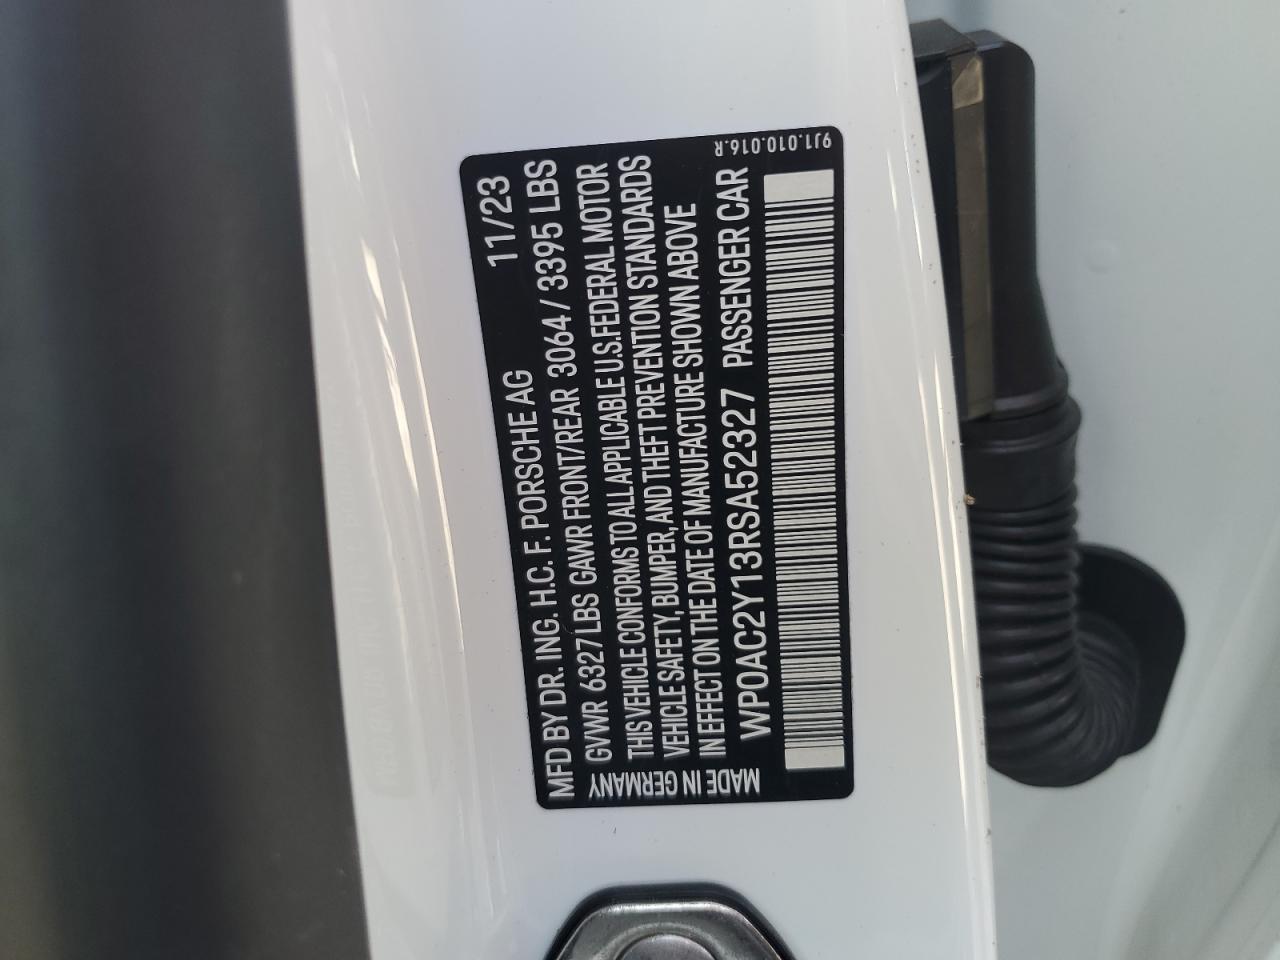 MFD BY DR. ING. H.C. F. PORSCHE AG 11/23
GVWR 6327 LBS GAWR FRONT/REAR 3064 / 3395 LBS
THIS VEHICLE CONFORMS TO ALL APPLICABLE U.S.FEDERAL MOTOR
VEHICLE SAFETY, BUMPER, AND THEFT PREVENTION STANDARDS
IN EFFECT ON THE DATE OF MANUFACTURE SHOWN ABOVE
WP0AC2Y13RSA52327 PASSENGER CAR
MADE IN GERMANY
9J1.010.016.R